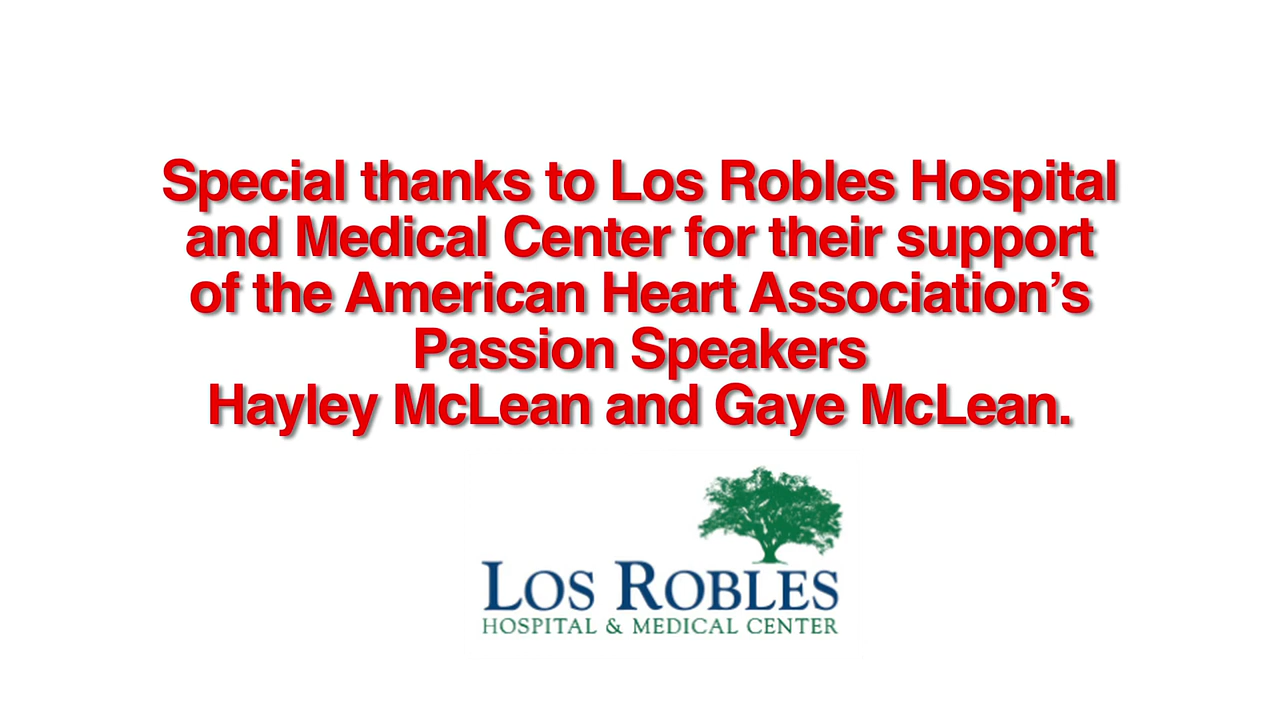 Special thanks to Los Robles Hospital
and Medical Center for their support
of the American Heart Association’s
Passion Speakers
Hayley McLean and Gaye McLean.
LOS ROBLES
HOSPITAL & MEDICAL CENTER